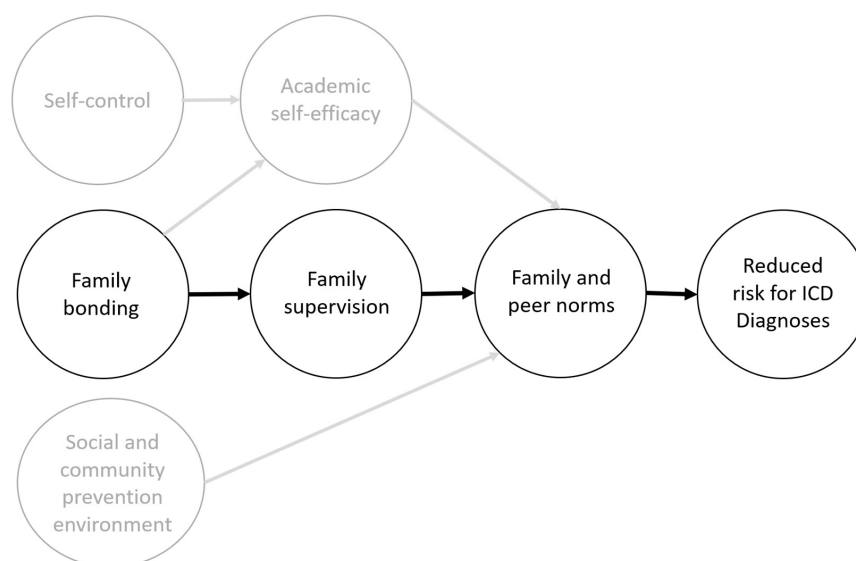 Self-control
Academic
self-efficacy
Family
bonding
Family
supervision
Family and
peer norms
Reduced
risk for ICD
Diagnoses
Social and
community
prevention
environment